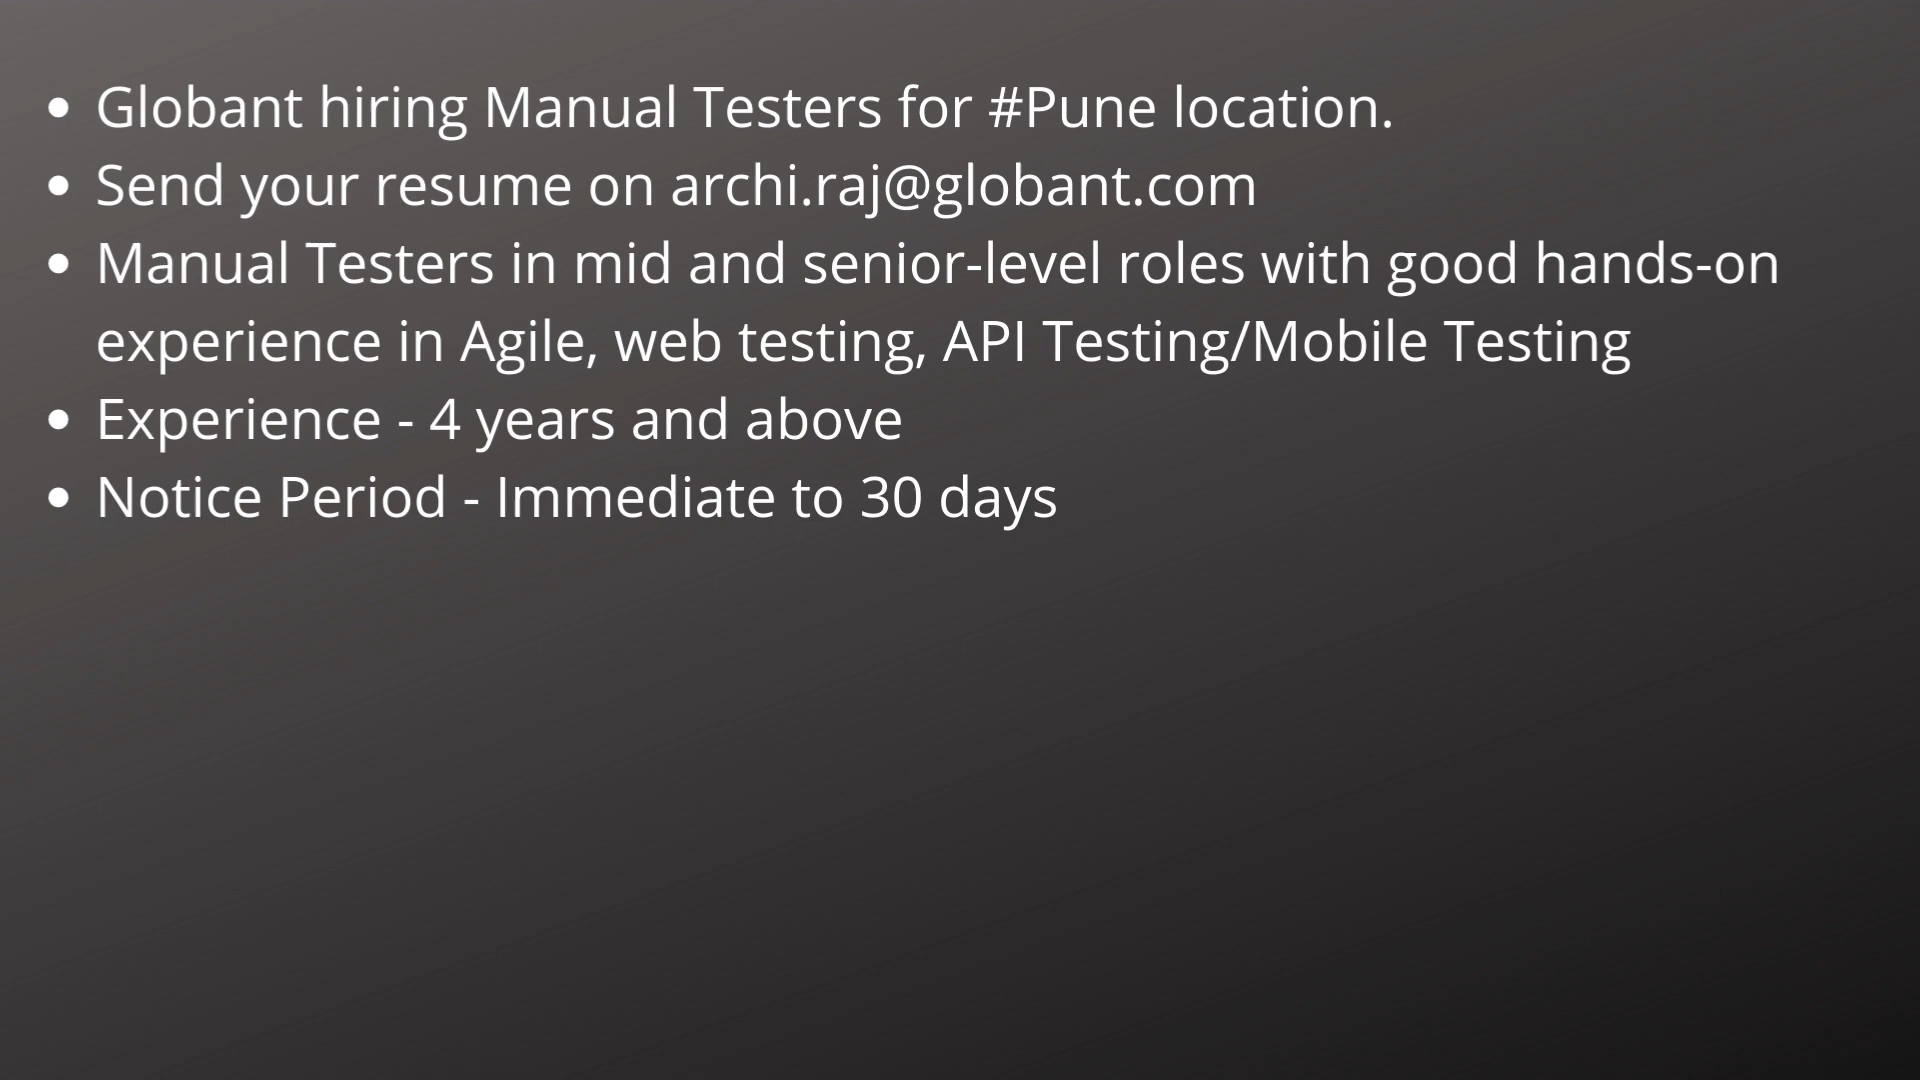 • Globant hiring Manual Testers for #Pune location.
• Send your resume on archi.raj@globant.com
• Manual Testers in mid and senior-level roles with good hands-on
experience in Agile, web testing, API Testing/Mobile Testing
• Experience - 4 years and above
• Notice Period - Immediate to 30 days